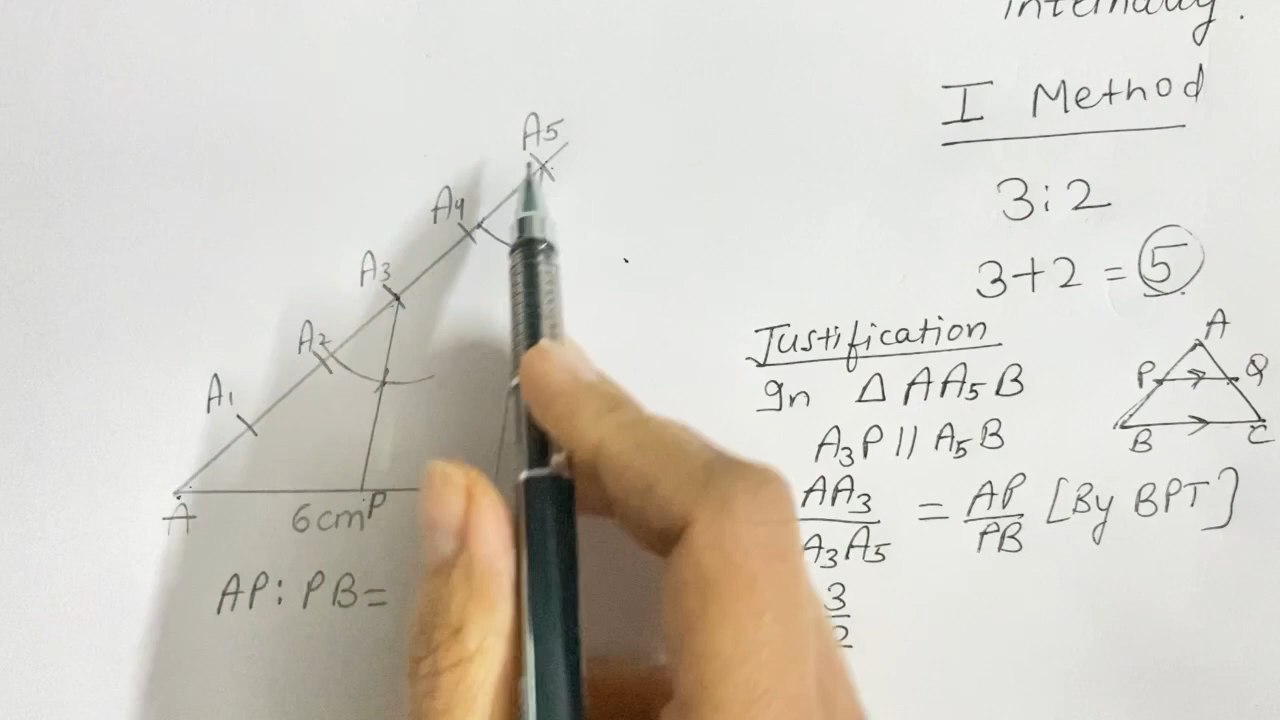 internally.
I Method
3:2
3+2 = 5
Justification
In Δ AA5B
A3P // A5B
AA3/A3A5 = AP/PB [By BPT]
3/2
A
P Q
B C
A5
A4
A3
A2
A1
A 6cm P
AP : PB =